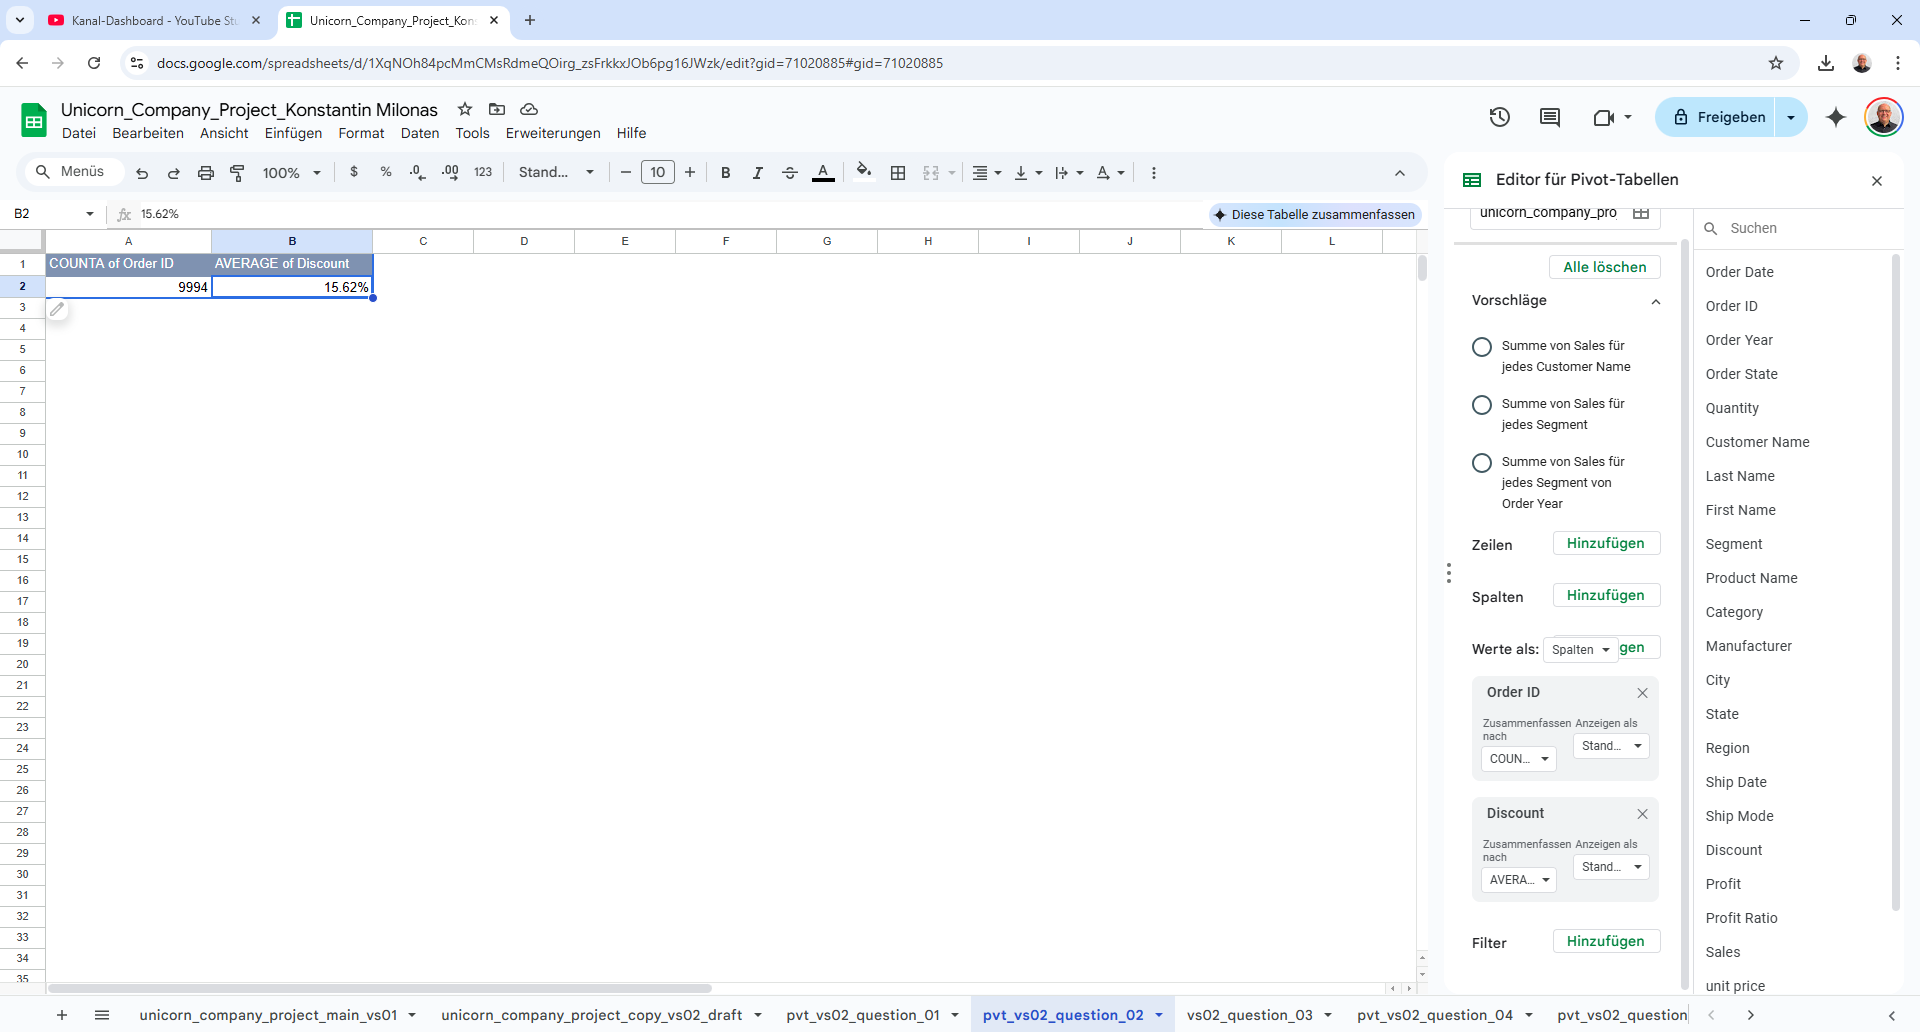 Kanal-Dashboard - YouTube Stu
Unicorn_Company_Project_Kons
docs.google.com/spreadsheets/d/1XqNOh84pcMmCMsRdmeQOirg_zsFrkkxJOb6pg16JWzk/edit?gid=71020885#gid=71020885
Unicorn_Company_Project_Konstantin Milonas
Datei Bearbeiten Ansicht Einfügen Format Daten Tools Erweiterungen Hilfe
Freigeben
Menüs 100% $ % .0 .00 123 Stand... 10 B I A
B2 fx 15.62% Diese Tabelle zusammenfassen
A B C D E F G H I J K L
1 COUNTA of Order ID AVERAGE of Discount
2 9994 15.62%
3
4
5
6
7
8
9
10
11
12
13
14
15
16
17
18
19
20
21
22
23
24
25
26
27
28
29
30
31
32
33
34
35
Editor für Pivot-Tabellen
unicorn_company_pro
Alle löschen
Vorschläge
Summe von Sales für
jedes Customer Name
Summe von Sales für
jedes Segment
Summe von Sales für
jedes Segment von
Order Year
Zeilen Hinzufügen
Spalten Hinzufügen
Werte als: Spalten gen
Order ID
Zusammenfassen nach Anzeigen als
COUN... Stand...
Discount
Zusammenfassen nach Anzeigen als
AVERA... Stand...
Filter Hinzufügen
Suchen
Order Date
Order ID
Order Year
Order State
Quantity
Customer Name
Last Name
First Name
Segment
Product Name
Category
Manufacturer
City
State
Region
Ship Date
Ship Mode
Discount
Profit
Profit Ratio
Sales
unit price
unicorn_company_project_main_vs01 unicorn_company_project_copy_vs02_draft pvt_vs02_question_01 pvt_vs02_question_02 vs02_question_03 pvt_vs02_question_04 pvt_vs02_question